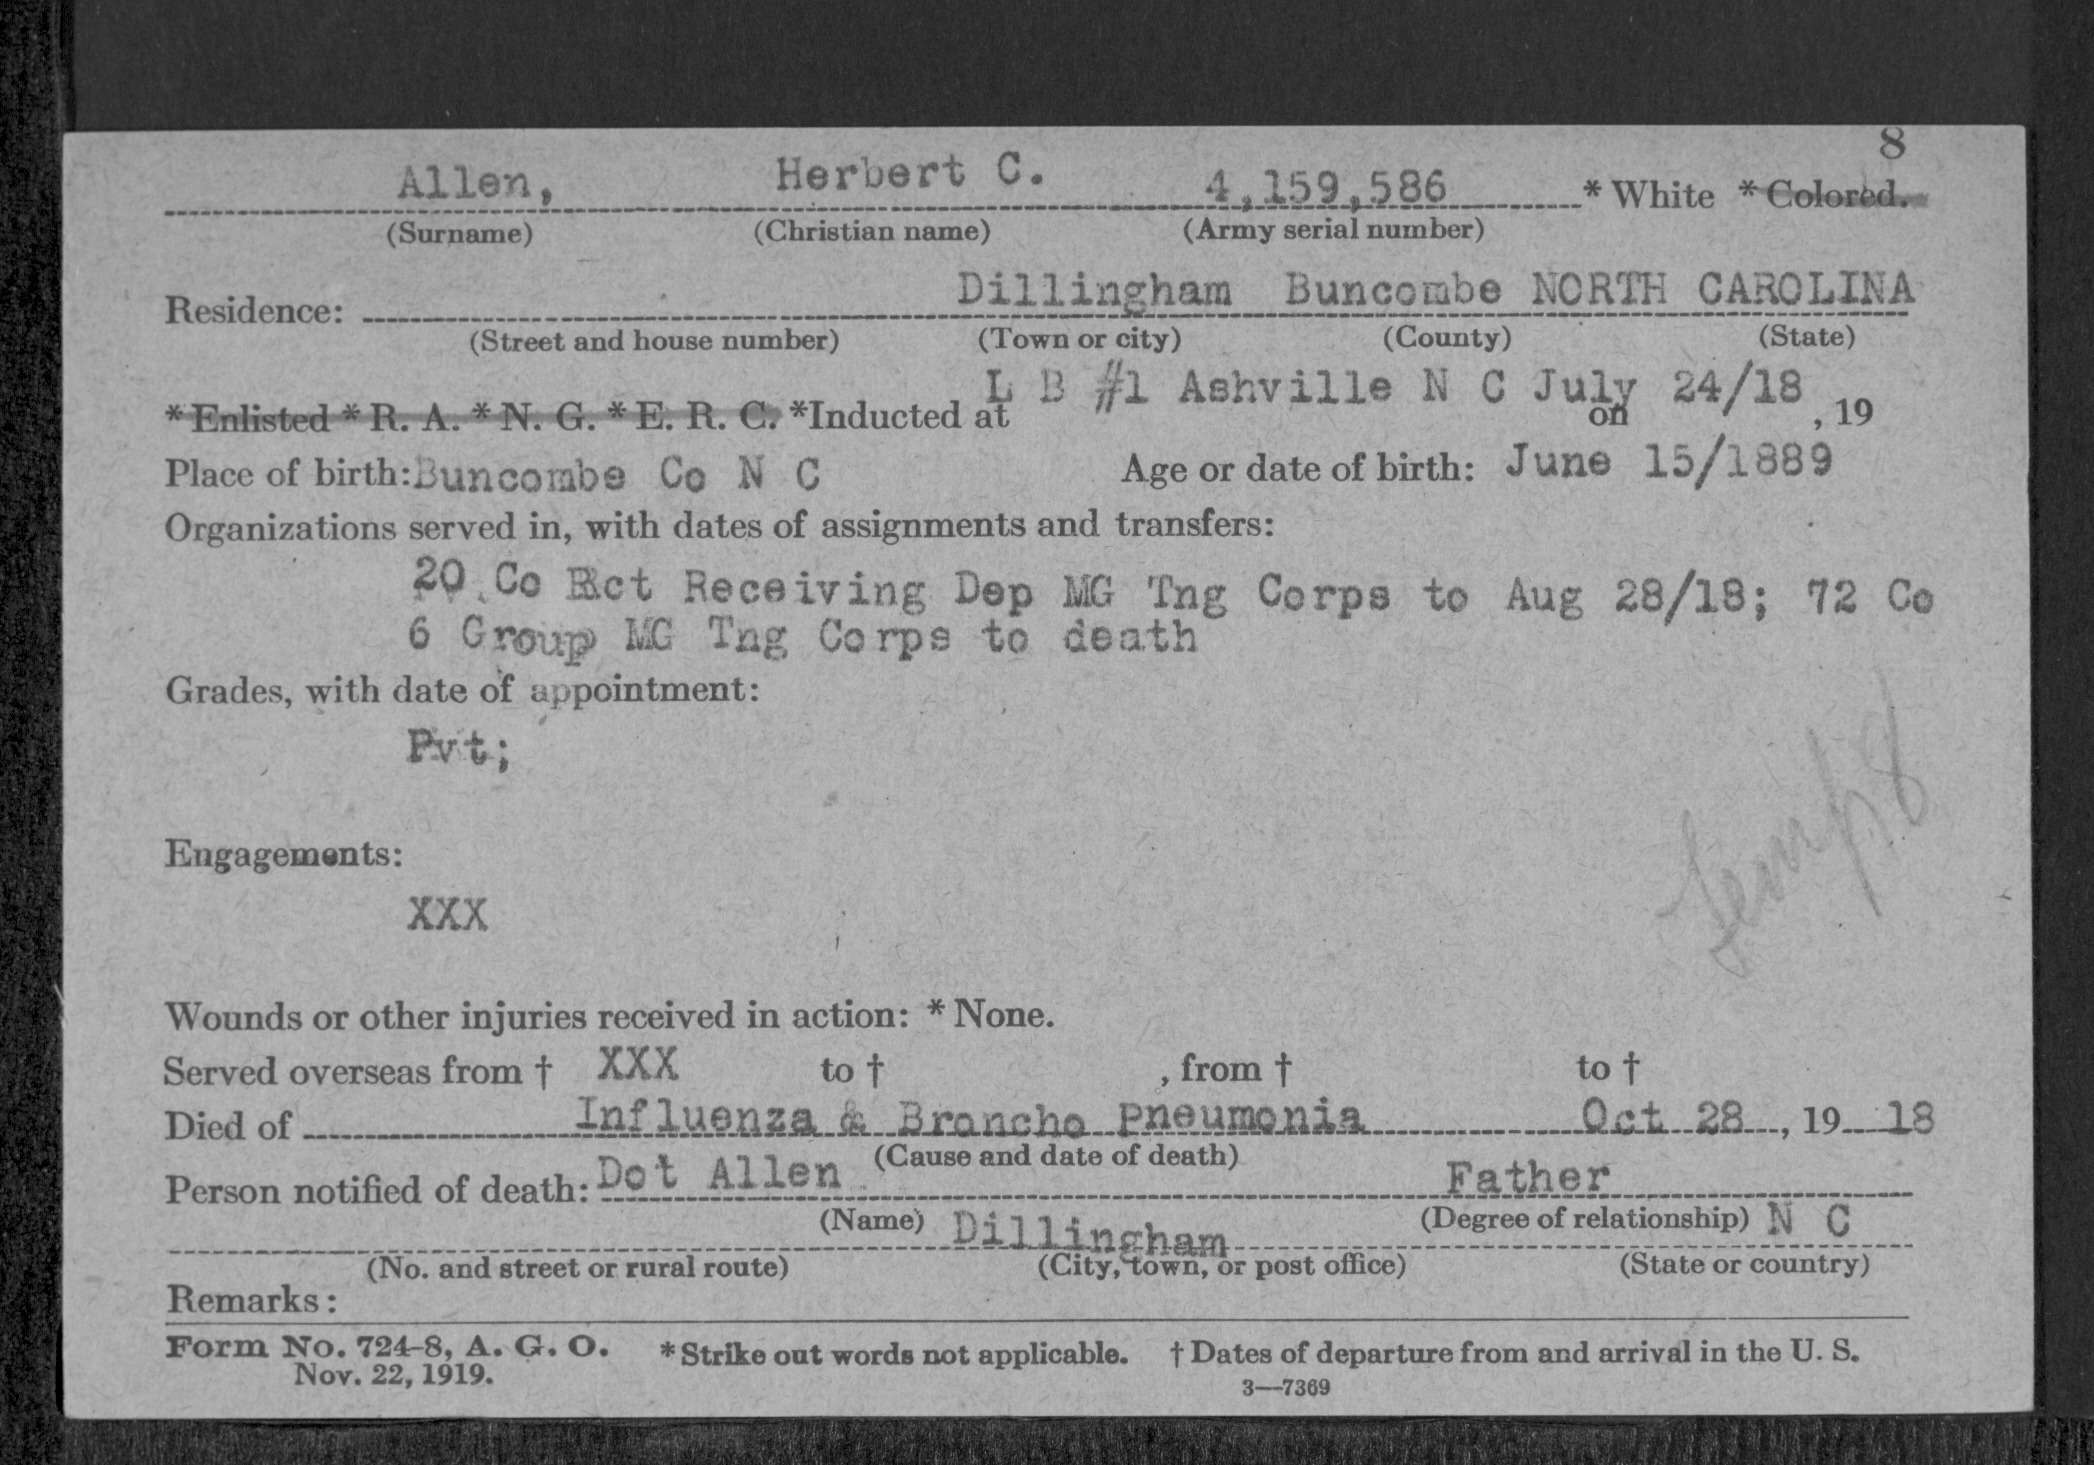 8
Allen, Herbert C. 4,159,586 * White * Colored.
(Surname) (Christian name) (Army serial number)
Dillingham Buncombe NORTH CAROLINA
Residence:
(Street and house number) (Town or city) (County) (State)
L B #1 Ashville N C July 24/18
* Enlisted * R. A. * N. G. * E. R. C. *Inducted at on , 19
Place of birth: Buncombe Co N C Age or date of birth: June 15/1889
Organizations served in, with dates of assignments and transfers:
20 Co Rct Receiving Dep MG Tng Corps to Aug 28/18; 72 Co
6 Group MG Tng Corps to death
Grades, with date of appointment:
Pvt;
Engagements:
XXX
Wounds or other injuries received in action: * None.
Served overseas from † XXX to † , from † to †
Died of Influenza & Broncho Pneumonia Oct 28 , 19 18
(Cause and date of death)
Person notified of death: Dot Allen Father
(Name) (Degree of relationship)
Dillingham N C
(No. and street or rural route) (City, town, or post office) (State or country)
Remarks:
Form No. 724-8, A. G. O. * Strike out words not applicable. † Dates of departure from and arrival in the U. S.
Nov. 22, 1919. 3—7369